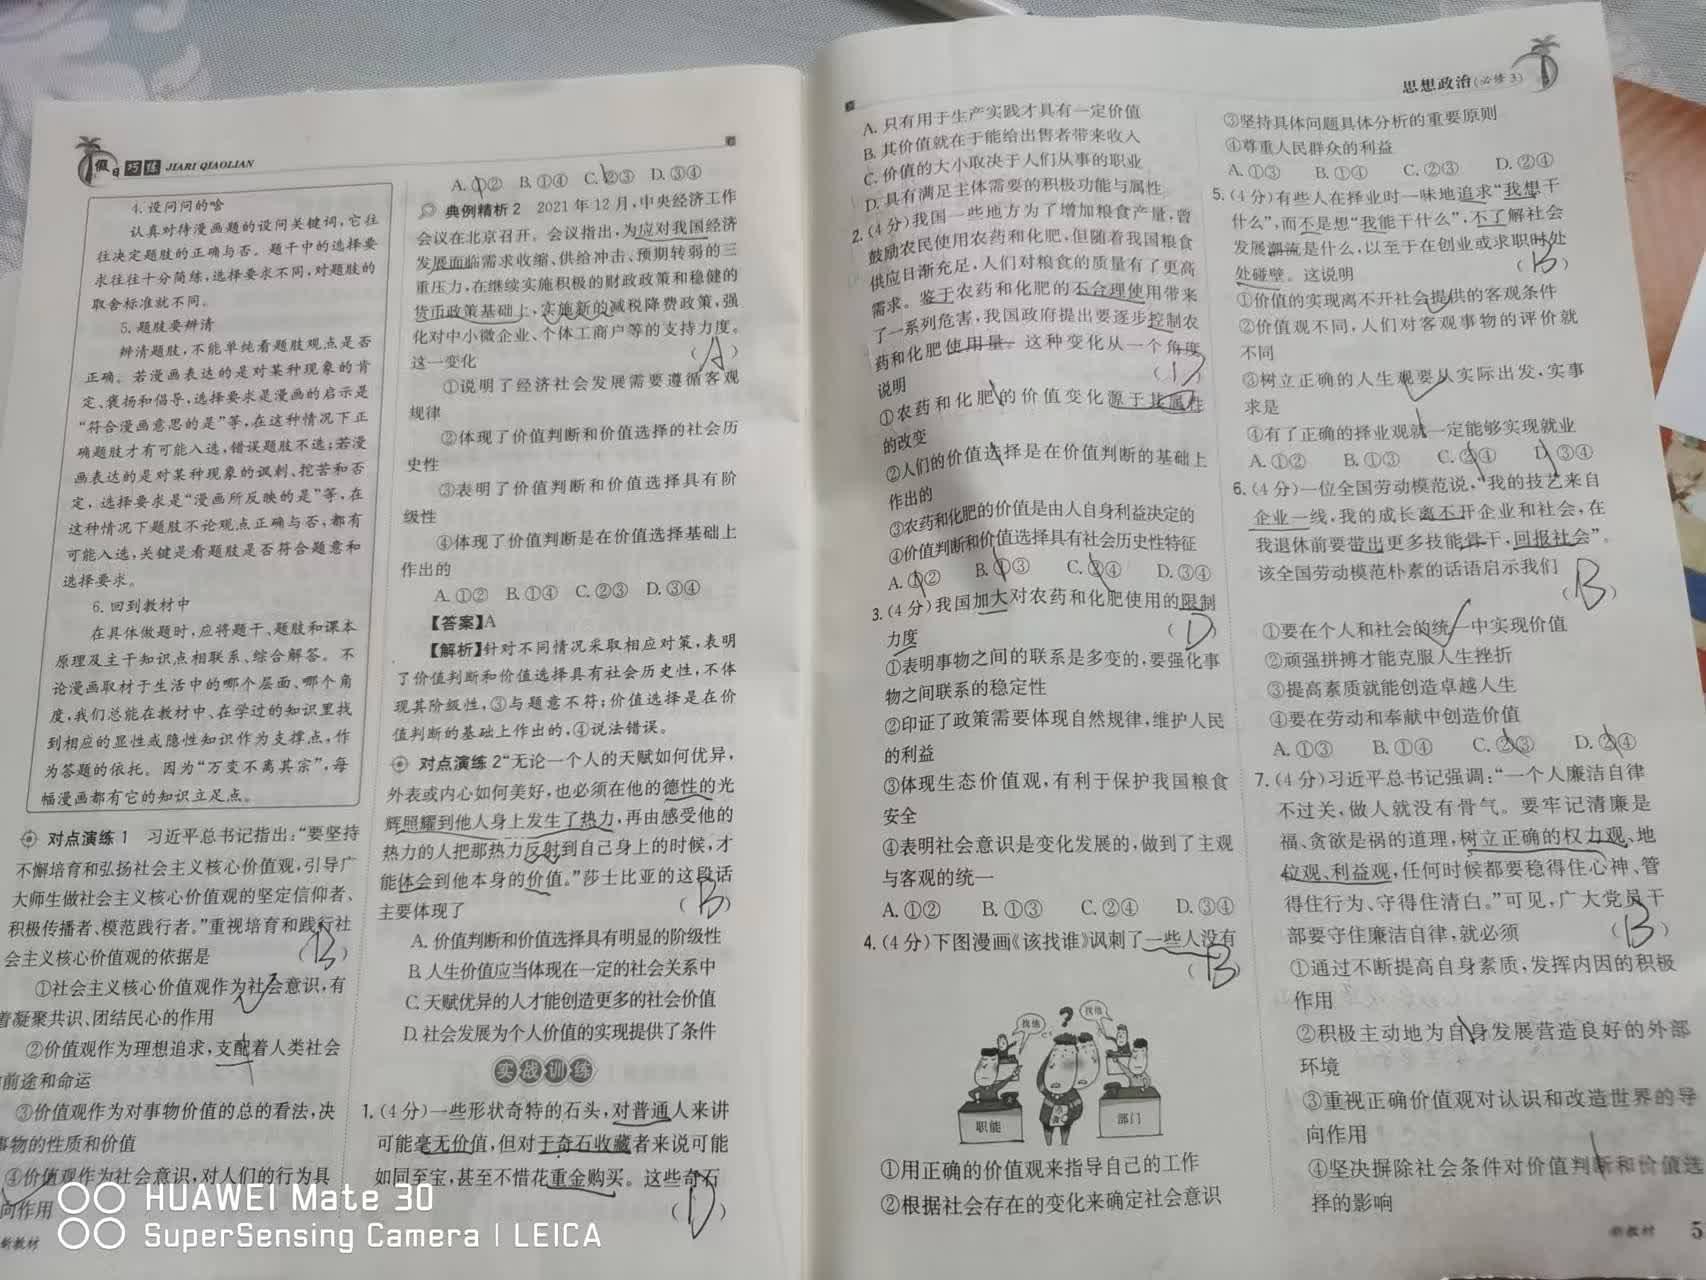 假日巧练 JIARI QIAOLIAN
4. 设问问的啥
认真对待漫画题的设问关键词,它往
往决定题肢的正确与否。题干中的选择要
求往往十分简练,选择要求不同,对题肢的
取舍标准就不同。
5. 题肢要辨清
辨清题肢,不能单纯看题肢观点是否
正确。若漫画表达的是对某种现象的肯
定、褒扬和倡导,选择要求是漫画的启示是
“符合漫画意思的是”等,在这种情况下正
确题肢才有可能入选,错误题肢不选;若漫
画表达的是对某种现象的讽刺、挖苦和否
定,选择要求是“漫画所反映的是”等,在
这种情况下题肢不论观点正确与否,都有
可能入选,关键是看题肢是否符合题意和
选择要求。
6. 回到教材中
在具体做题时,应将题干、题肢和课本
原理及主干知识点相联系、综合解答。不
论漫画取材于生活中的哪个层面、哪个角
度,我们总能在教材中、在学过的知识里找
到相应的显性或隐性知识作为支撑点,作
为答题的依托。因为“万变不离其宗”,每
幅漫画都有它的知识立足点。
对点演练1 习近平总书记指出:“要坚持
不懈培育和弘扬社会主义核心价值观,引导广
大师生做社会主义核心价值观的坚定信仰者、
积极传播者、模范践行者。”重视培育和践行社
会主义核心价值观的依据是 (B)
①社会主义核心价值观作为社会意识,有
着凝聚共识、团结民心的作用
②价值观作为理想追求,支配着人类社会
前途和命运
③价值观作为对事物价值的总的看法,决
事物的性质和价值
④价值观作为社会意识,对人们的行为具
向作用
新教材
A. ①② B. ①④ C. ②③ D. ③④
典例精析2 2021年12月,中央经济工作
会议在北京召开。会议指出,为应对我国经济
发展面临需求收缩、供给冲击、预期转弱的三
重压力,在继续实施积极的财政政策和稳健的
货币政策基础上,实施新的减税降费政策,强
化对中小微企业、个体工商户等的支持力度。
这一变化 (A)
①说明了经济社会发展需要遵循客观
规律
②体现了价值判断和价值选择的社会历
史性
③表明了价值判断和价值选择具有阶
级性
④体现了价值判断是在价值选择基础上
作出的
A. ①② B. ①④ C. ②③ D. ③④
【答案】A
【解析】针对不同情况采取相应对策,表明
了价值判断和价值选择具有社会历史性,不体
现其阶级性,③与题意不符;价值选择是在价
值判断的基础上作出的,④说法错误。
对点演练2“无论一个人的天赋如何优异,
外表或内心如何美好,也必须在他的德性的光
辉照耀到他人身上发生了热力,再由感受他的
热力的人把那热力反射到自己身上的时候,才
能体会到他本身的价值。”莎士比亚的这段话
主要体现了 (B)
A. 价值判断和价值选择具有明显的阶级性
B. 人生价值应当体现在一定的社会关系中
C. 天赋优异的人才能创造更多的社会价值
D. 社会发展为个人价值的实现提供了条件
实战训练
1. (4分)一些形状奇特的石头,对普通人来讲
可能毫无价值,但对于奇石收藏者来说可能
如同至宝,甚至不惜花重金购买。这些奇石
(D)
思想政治(必修3)
A. 只有用于生产实践才具有一定价值
B. 其价值就在于能给出售者带来收入
C. 价值的大小取决于人们从事的职业
D. 具有满足主体需要的积极功能与属性
2. (4分)我国一些地方为了增加粮食产量,曾
鼓励农民使用农药和化肥,但随着我国粮食
供应日渐充足,人们对粮食的质量有了更高
需求。鉴于农药和化肥的不合理使用带来
了一系列危害,我国政府提出要逐步控制农
药和化肥使用量。这种变化从一个角度
说明 (D)
①农药和化肥的价值变化源于其属性
的改变
②人们的价值选择是在价值判断的基础上
作出的
③农药和化肥的价值是由人自身利益决定的
④价值判断和价值选择具有社会历史性特征
A. ①② B. ①③ C. ②④ D. ③④
3. (4分)我国加大对农药和化肥使用的限制
力度 (D)
①表明事物之间的联系是多变的,要强化事
物之间联系的稳定性
②印证了政策需要体现自然规律,维护人民
的利益
③体现生态价值观,有利于保护我国粮食
安全
④表明社会意识是变化发展的,做到了主观
与客观的统一
A. ①② B. ①③ C. ②④ D. ③④
4. (4分)下图漫画《该找谁》讽刺了一些人没有
(B)
找他
?
找他
职能
部门
①用正确的价值观来指导自己的工作
②根据社会存在的变化来确定社会意识
③坚持具体问题具体分析的重要原则
④尊重人民群众的利益
A. ①③ B. ①④ C. ②③ D. ②④
5. (4分)有些人在择业时一味地追求“我想干
什么”,而不是想“我能干什么”,不了解社会
发展潮流是什么,以至于在创业或求职时处
处碰壁。这说明 (B)
①价值的实现离不开社会提供的客观条件
②价值观不同,人们对客观事物的评价就
不同
③树立正确的人生观要从实际出发,实事
求是
④有了正确的择业观就一定能够实现就业
A. ①② B. ①③ C. ②④ D. ③④
6. (4分)一位全国劳动模范说,“我的技艺来自
企业一线,我的成长离不开企业和社会,在
我退休前要带出更多技能骨干,回报社会”。
该全国劳动模范朴素的话语启示我们
(B)
①要在个人和社会的统一中实现价值
②顽强拼搏才能克服人生挫折
③提高素质就能创造卓越人生
④要在劳动和奉献中创造价值
A. ①③ B. ①④ C. ②③ D. ②④
7. (4分)习近平总书记强调:“一个人廉洁自律
不过关,做人就没有骨气。要牢记清廉是
福、贪欲是祸的道理,树立正确的权力观、地
位观、利益观,任何时候都要稳得住心神、管
得住行为、守得住清白。”可见,广大党员干
部要守住廉洁自律,就必须 (B)
①通过不断提高自身素质,发挥内因的积极
作用
②积极主动地为自身发展营造良好的外部
环境
③重视正确价值观对认识和改造世界的导
向作用
④坚决摒除社会条件对价值判断和价值选
择的影响
新教材 5
HUAWEI Mate 30
SuperSensing Camera | LEICA